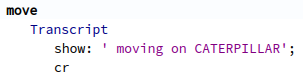 move
Transcript
show: ' moving on CATERPILLAR';
cr